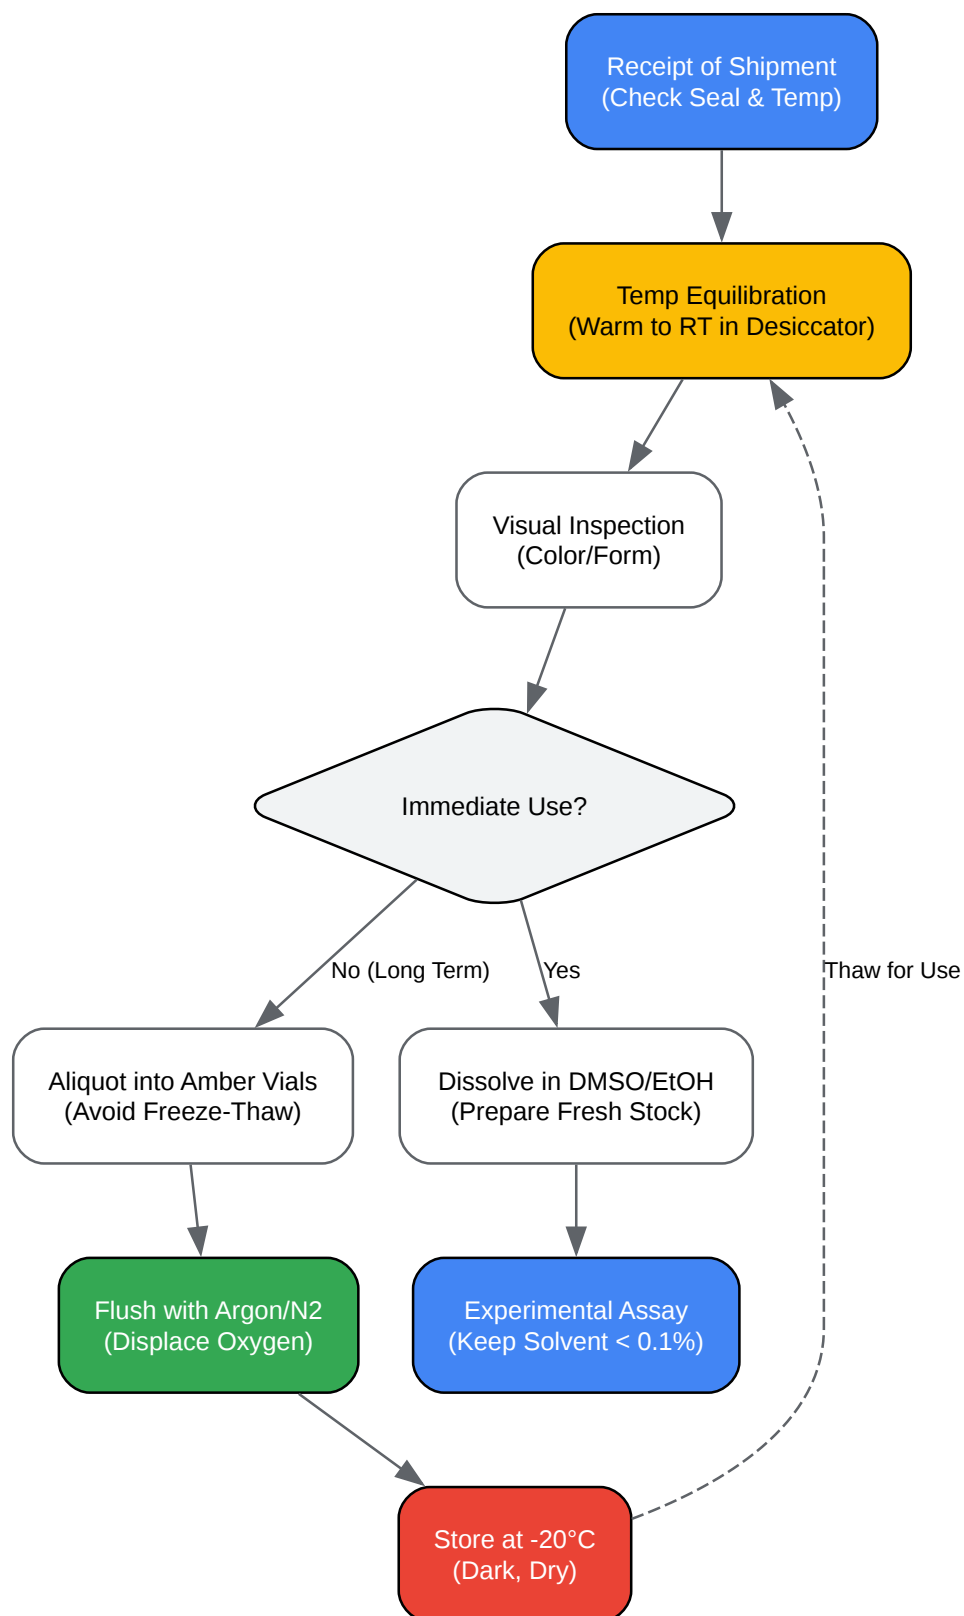 Receipt of Shipment
(Check Seal & Temp)
Temp Equilibration
(Warm to RT in Desiccator)
Visual Inspection
(Color/Form)
Immediate Use?
No (Long Term)
Yes
Thaw for Use
Aliquot into Amber Vials
(Avoid Freeze-Thaw)
Dissolve in DMSO/EtOH
(Prepare Fresh Stock)
Flush with Argon/N2
(Displace Oxygen)
Experimental Assay
(Keep Solvent < 0.1%)
Store at -20°C
(Dark, Dry)